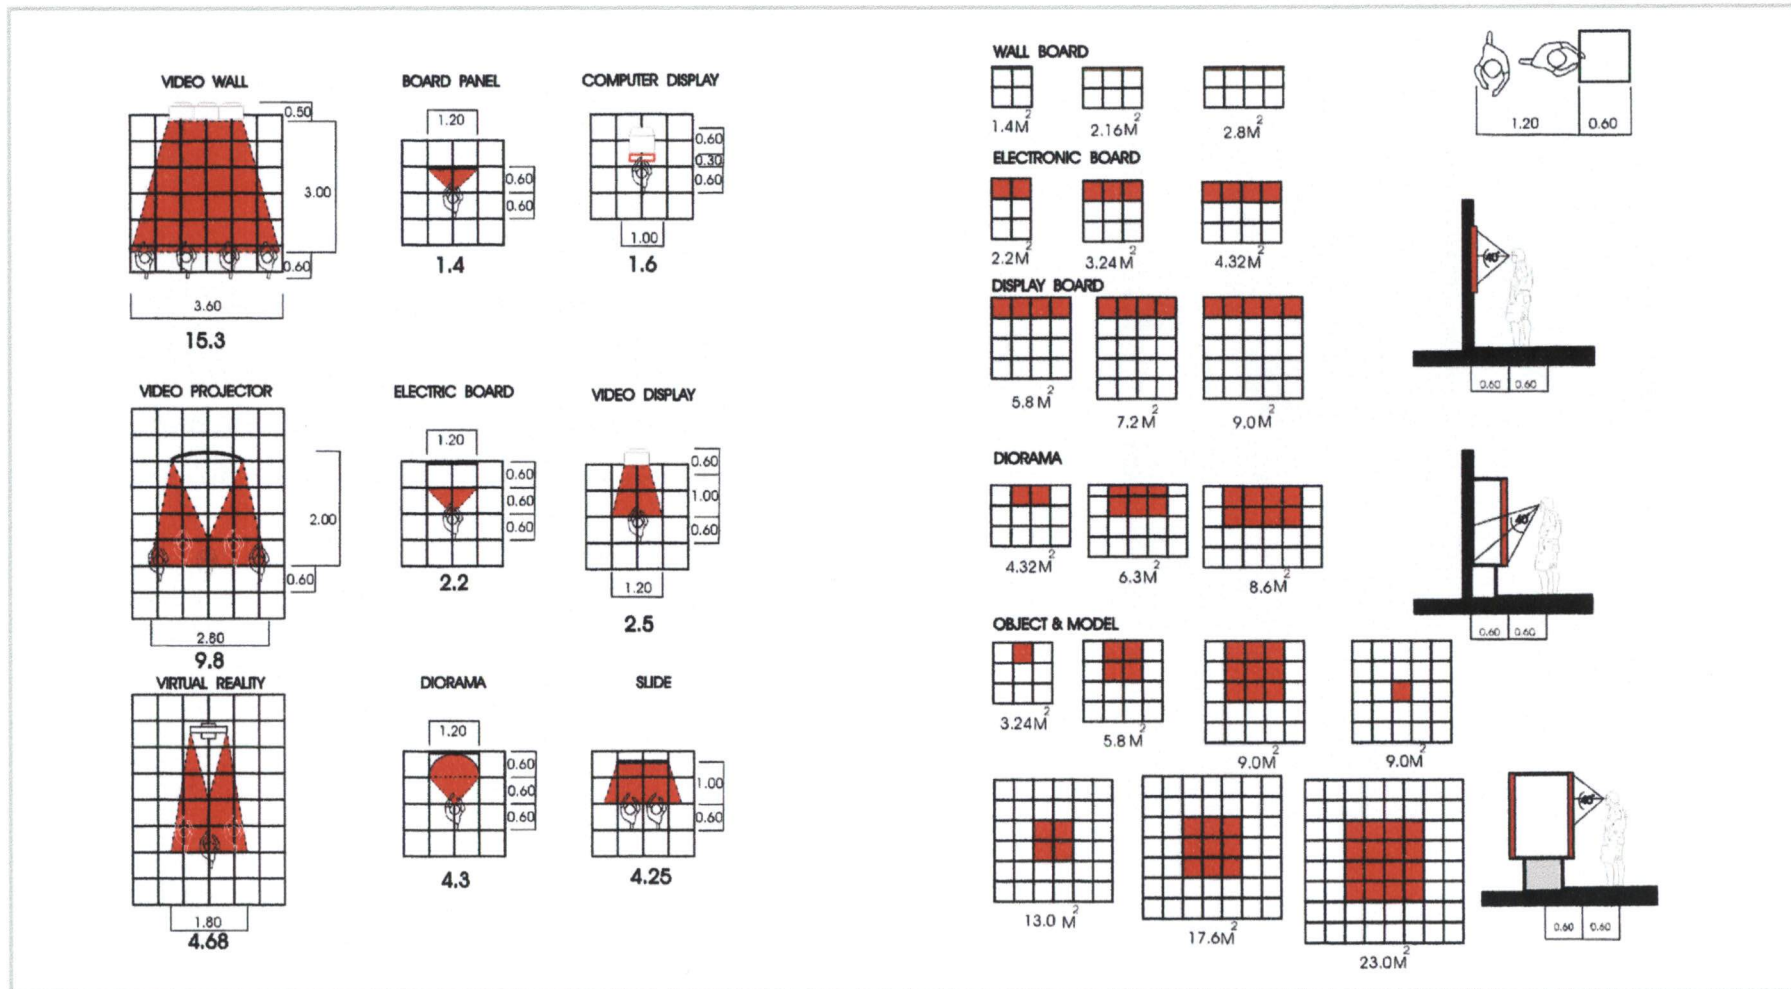 VIDEO WALL
0.50
3.00
0.60
3.60
15.3
BOARD PANEL
1.20
0.60
0.60
1.4
COMPUTER DISPLAY
0.60
0.30
0.60
1.00
1.6
VIDEO PROJECTOR
2.00
0.60
2.80
9.8
ELECTRIC BOARD
1.20
0.60
0.60
0.60
2.2
VIDEO DISPLAY
0.60
1.00
0.60
1.20
2.5
VIRTUAL REALITY
1.80
4.68
DIORAMA
1.20
0.60
0.60
0.60
4.3
SLIDE
1.00
0.60
4.25
WALL BOARD
1.4M² 2.16M² 2.8M²
ELECTRONIC BOARD
2.2M² 3.24M² 4.32M²
DISPLAY BOARD
5.8M² 7.2M² 9.0M²
DIORAMA
4.32M² 6.3M² 8.6M²
OBJECT & MODEL
3.24M² 5.8M² 9.0M² 9.0M²
13.0 M² 17.6M² 23.0M²
1.20 0.60
40°
0.60 0.60
40°
0.60 0.60
40°
0.60 0.60